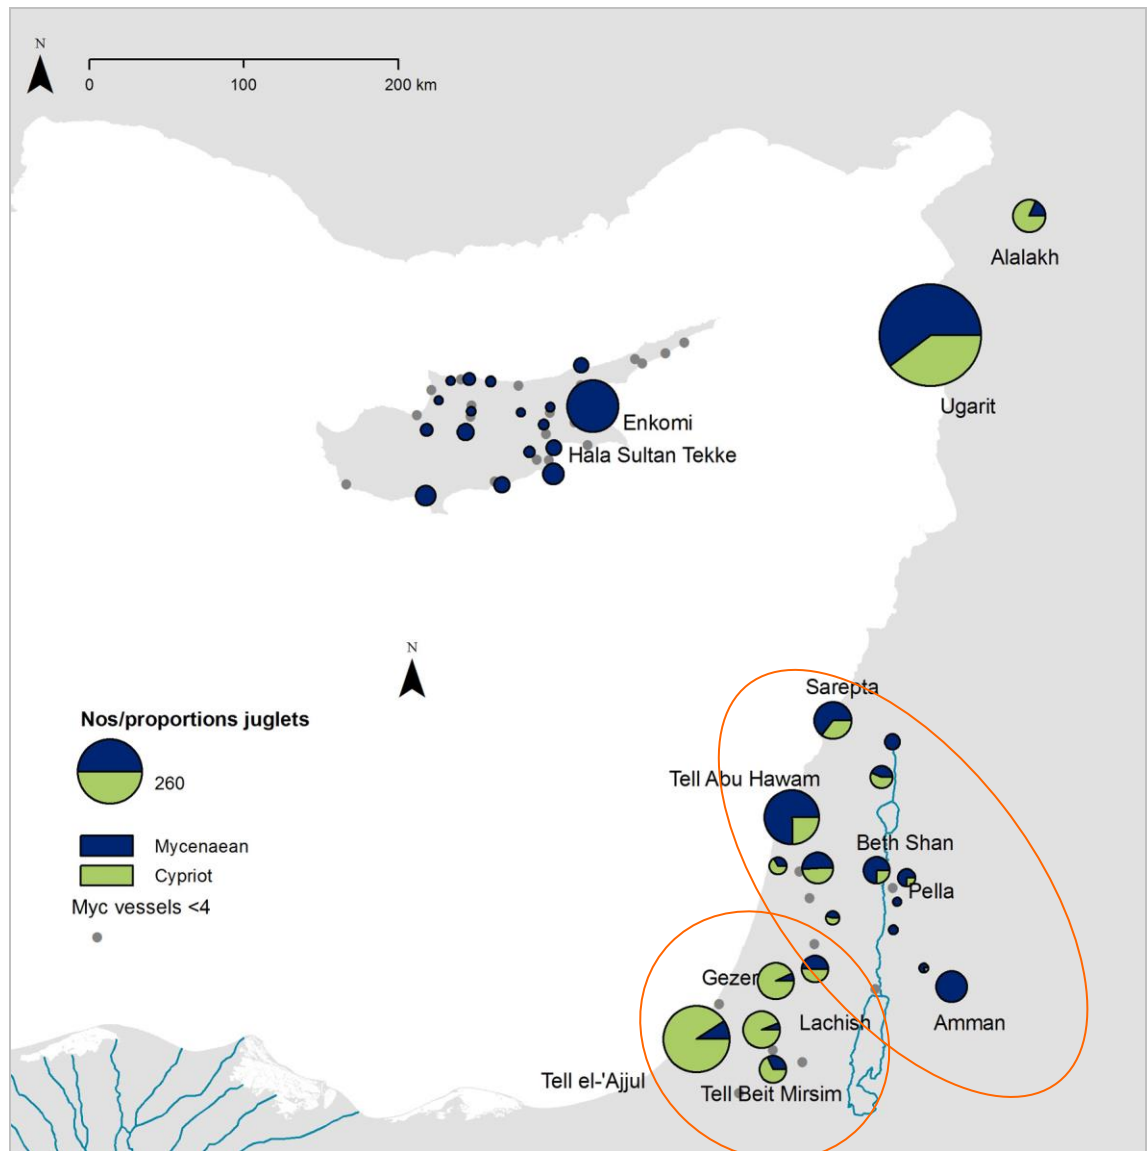 N
0 100 200 km
Alalakh
Ugarit
Enkomi
Hala Sultan Tekke
N
Sarepta
Nos/proportions juglets
260
Tell Abu Hawam
Mycenaean
Beth Shan
Cypriot
Pella
Myc vessels <4
Gezer
Lachish
Amman
Tell el-'Ajjul
Tell Beit Mirsim